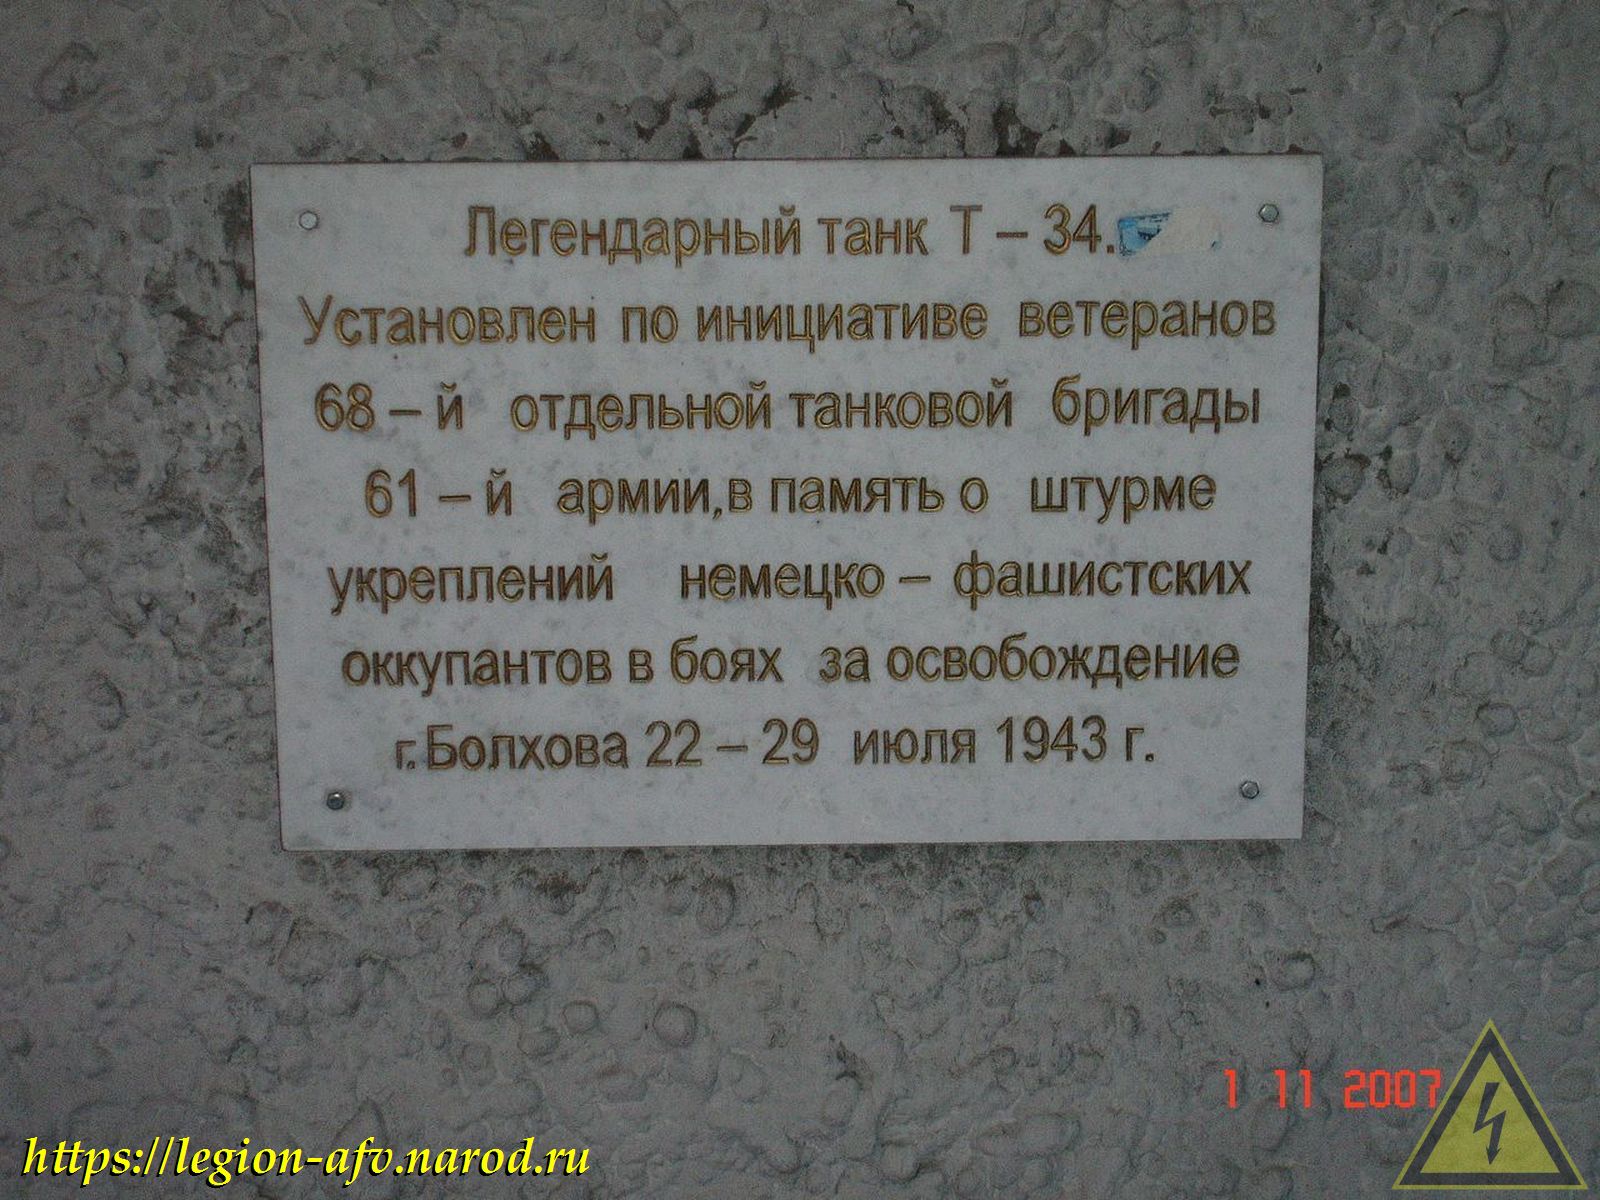 Легендарный танк Т – 34.
Установлен по инициативе ветеранов
68 – й отдельной танковой бригады
61 – й армии, в память о штурме
укреплений немецко – фашистских
оккупантов в боях за освобождение
г. Болхова 22 – 29 июля 1943 г.
1 11 2007
https://legion-afv.narod.ru